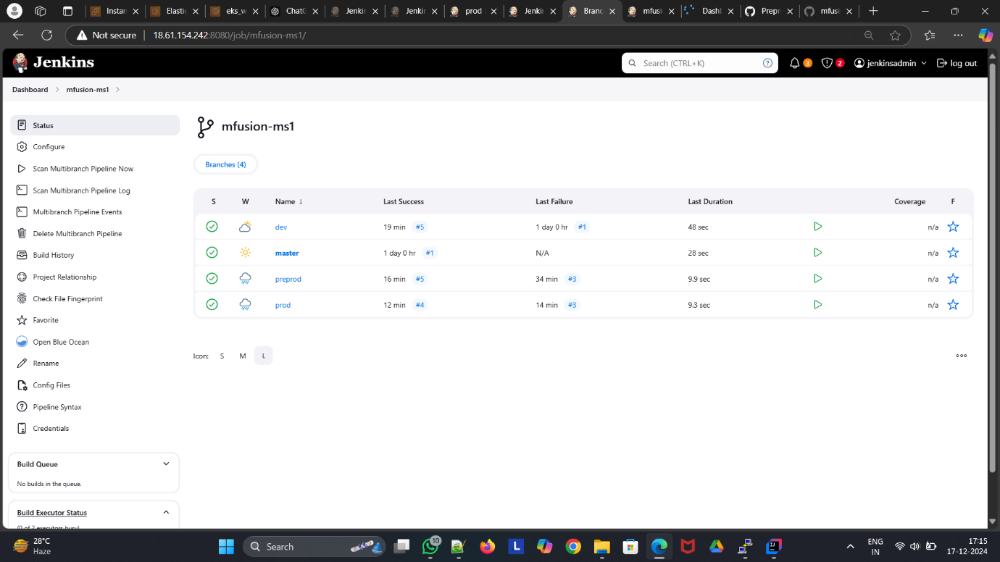 Instan
Elastic
eks_w
ChatG
Jenkin
Jenkin
prod
Jenkin
Branc
mfusi
Dashb
Prepr
mfusi
Not secure
18.61.154.242:8080/job/mfusion-ms1/
Jenkins
Search (CTRL+K)
3
2
jenkinsadmin
log out
Dashboard
mfusion-ms1
Status
Configure
Scan Multibranch Pipeline Now
Scan Multibranch Pipeline Log
Multibranch Pipeline Events
Delete Multibranch Pipeline
Build History
Project Relationship
Check File Fingerprint
Favorite
Open Blue Ocean
Rename
Config Files
Pipeline Syntax
Credentials
Build Queue
No builds in the queue.
Build Executor Status
(0 of 2 executors busy)
mfusion-ms1
Branches (4)
S W Name ↓ Last Success Last Failure Last Duration Coverage F
dev 19 min #5 1 day 0 hr #1 48 sec n/a
master 1 day 0 hr #1 N/A 28 sec n/a
preprod 16 min #5 34 min #3 9.9 sec n/a
prod 12 min #4 14 min #3 9.3 sec n/a
Icon: S M L
28°C
Haze
Search
10
L
ENG
IN
17:15
17-12-2024